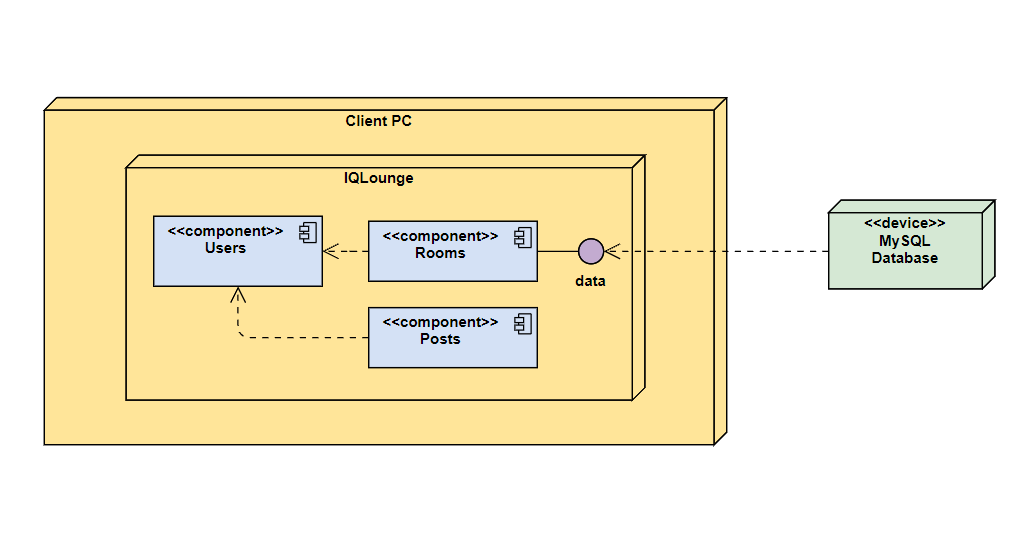 Client PC
IQLounge
<<component>>
Users
<<component>>
Rooms
data
<<component>>
Posts
<<device>>
MySQL
Database